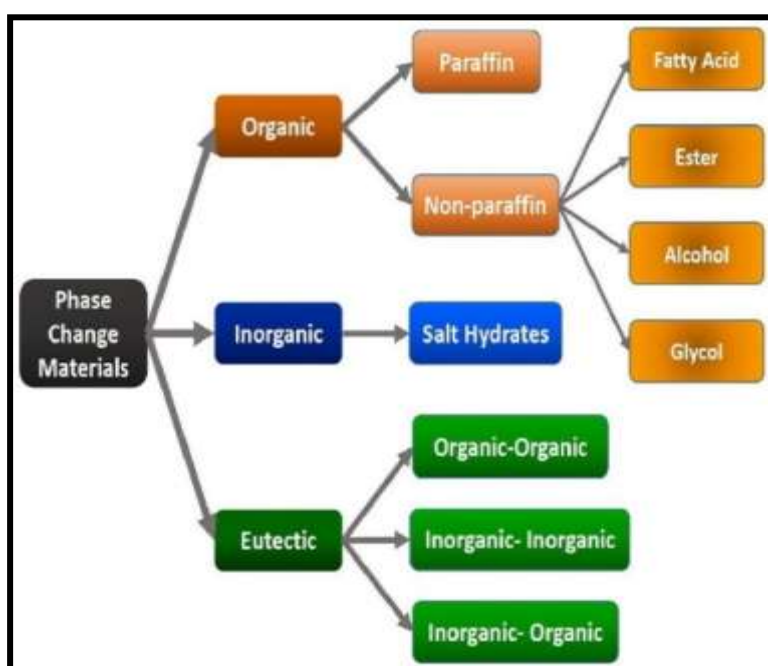 Phase
Change
Materials
Organic
Paraffin
Non-paraffin
Fatty Acid
Ester
Alcohol
Glycol
Inorganic
Salt Hydrates
Eutectic
Organic-Organic
Inorganic- Inorganic
Inorganic- Organic